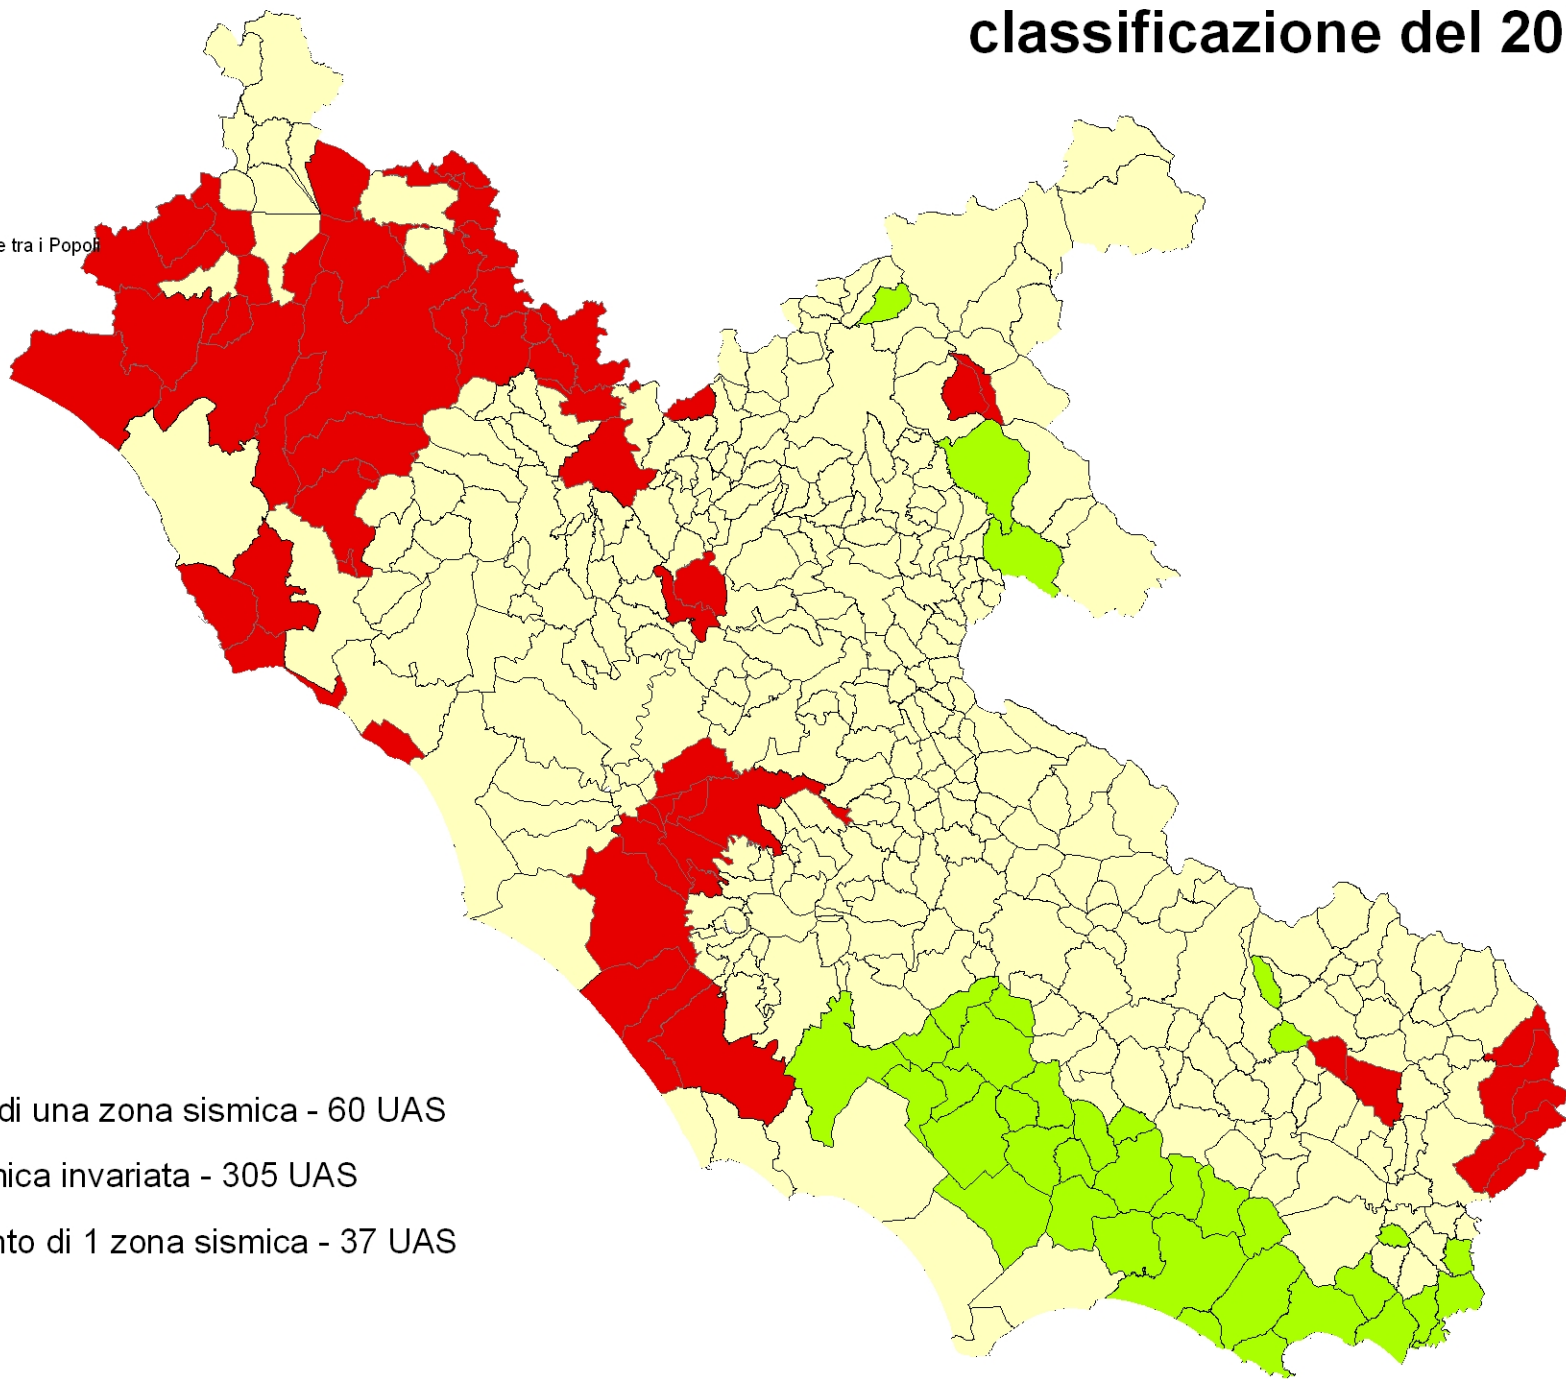 classificazione del 20
e tra i Popoli
di una zona sismica - 60 UAS
nica invariata - 305 UAS
nto di 1 zona sismica - 37 UAS